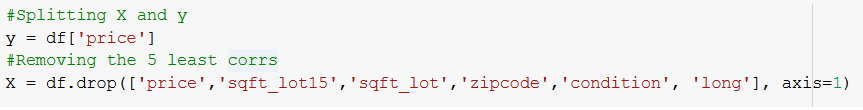 #Splitting X and y
y = df['price']
#Removing the 5 least corrs
X = df.drop(['price','sqft_lot15','sqft_lot','zipcode','condition', 'long'], axis=1)